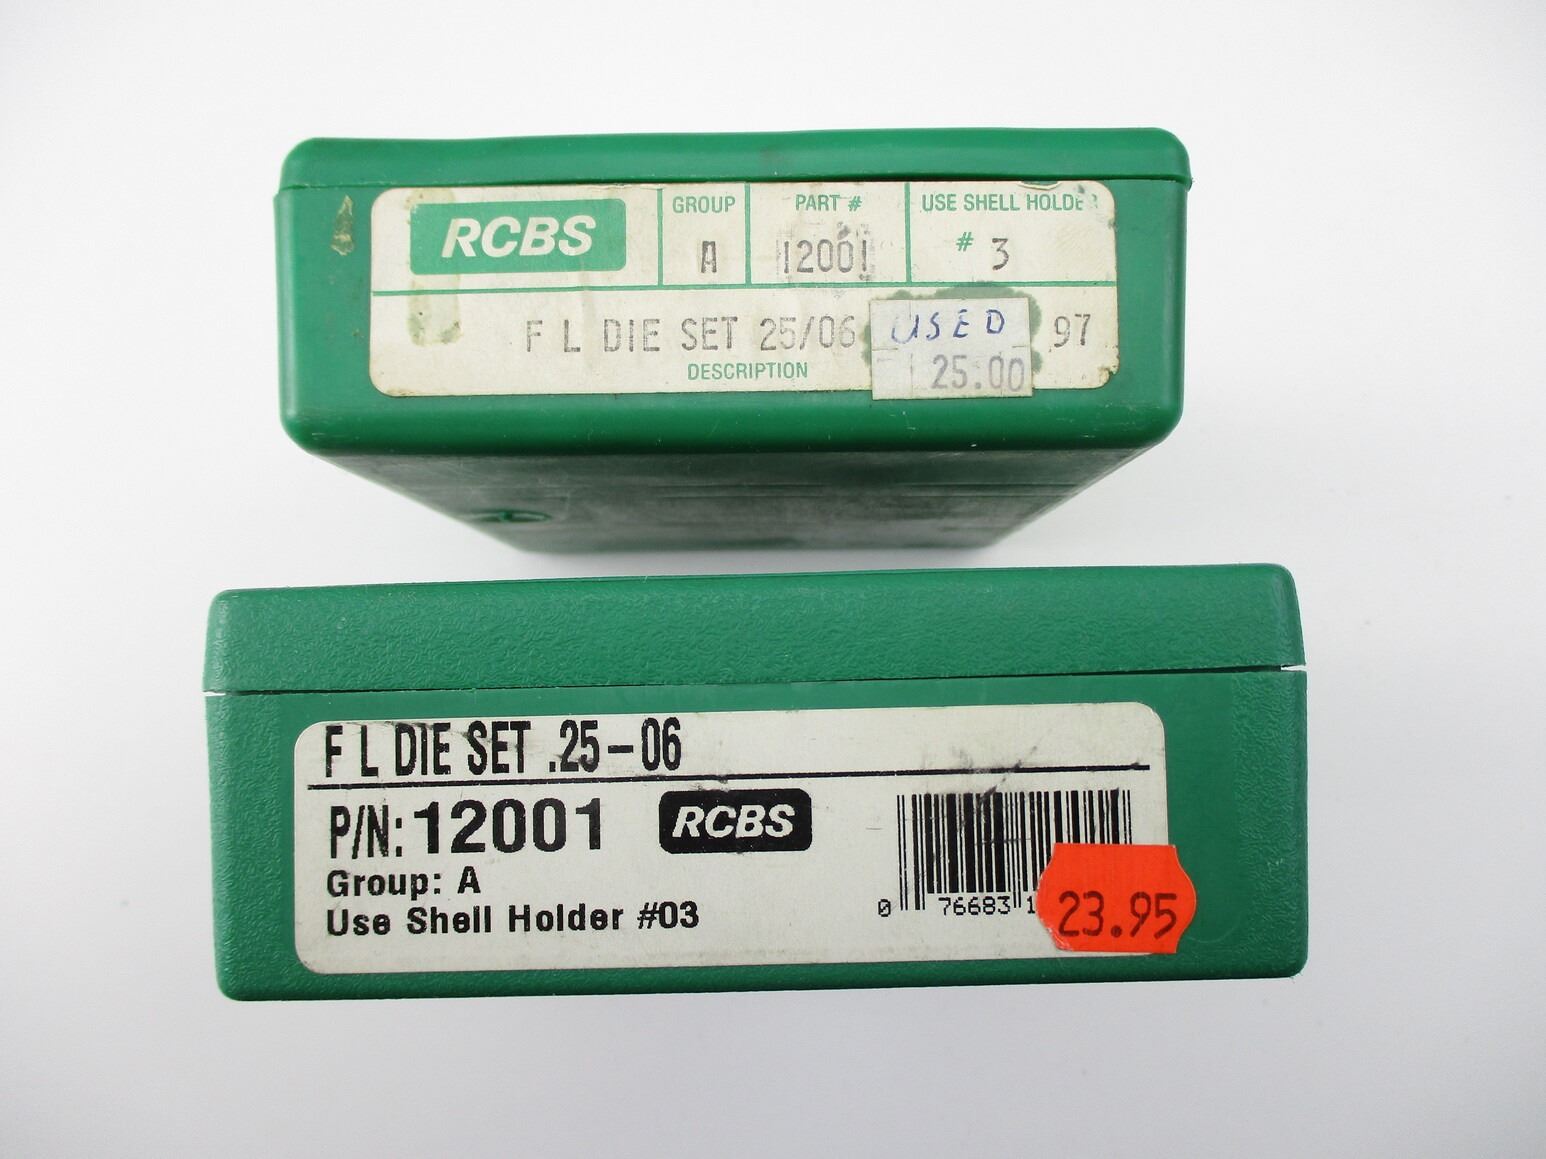 RCBS
GROUP
A
PART #
12001
USE SHELL HOLDER
# 3
F L DIE SET 25/06
97
DESCRIPTION
USED
25.00
F L DIE SET .25-06
P/N: 12001
RCBS
Group: A
Use Shell Holder #03
0 76683 1
23.95